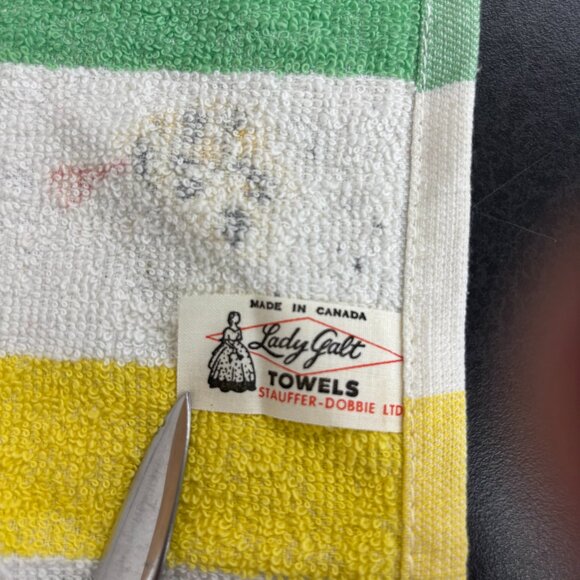 MADE IN CANADA
Lady Galt
TOWELS
STAUFFER-DOBBIE LTD